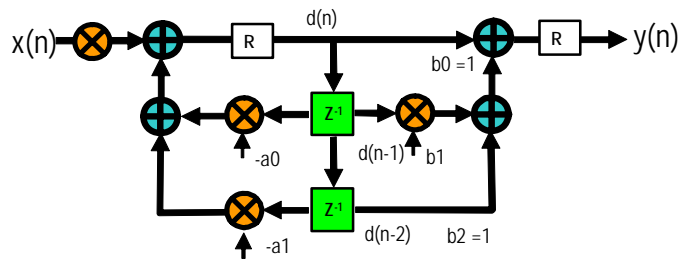 d(n)
x(n)
R
b0 =1
R
y(n)
Z-1
-a0
d(n-1)
b1
Z-1
-a1
d(n-2)
b2 =1